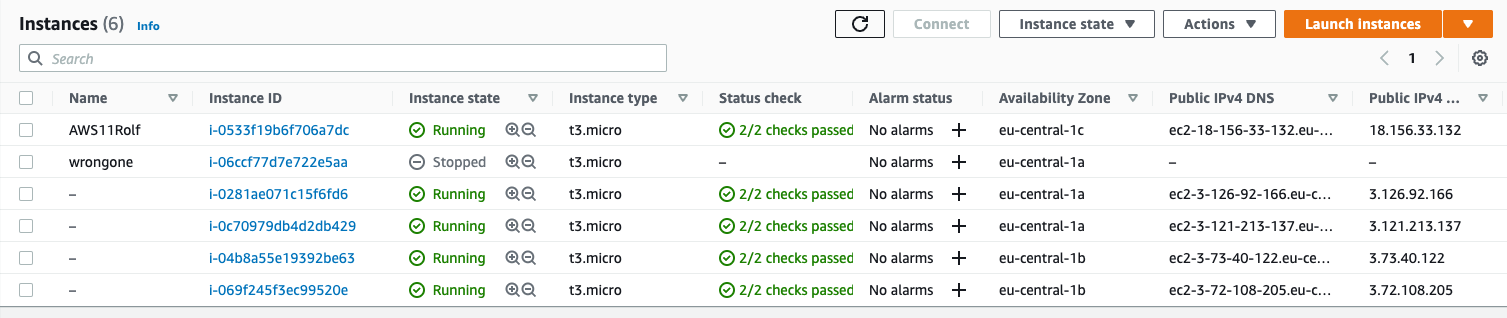 Instances (6) Info Connect Instance state Actions Launch instances
Search 1
Name Instance ID Instance state Instance type Status check Alarm status Availability Zone Public IPv4 DNS Public IPv4 ...
AWS11Rolf i-0533f19b6f706a7dc Running t3.micro 2/2 checks passed No alarms + eu-central-1c ec2-18-156-33-132.eu-... 18.156.33.132
wrongone i-06ccf77d7e722e5aa Stopped t3.micro – No alarms + eu-central-1a – –
– i-0281ae071c15f6fd6 Running t3.micro 2/2 checks passed No alarms + eu-central-1a ec2-3-126-92-166.eu-c... 3.126.92.166
– i-0c70979db4d2db429 Running t3.micro 2/2 checks passed No alarms + eu-central-1a ec2-3-121-213-137.eu-... 3.121.213.137
– i-04b8a55e19392be63 Running t3.micro 2/2 checks passed No alarms + eu-central-1b ec2-3-73-40-122.eu-ce... 3.73.40.122
– i-069f245f3ec99520e Running t3.micro 2/2 checks passed No alarms + eu-central-1b ec2-3-72-108-205.eu-c... 3.72.108.205